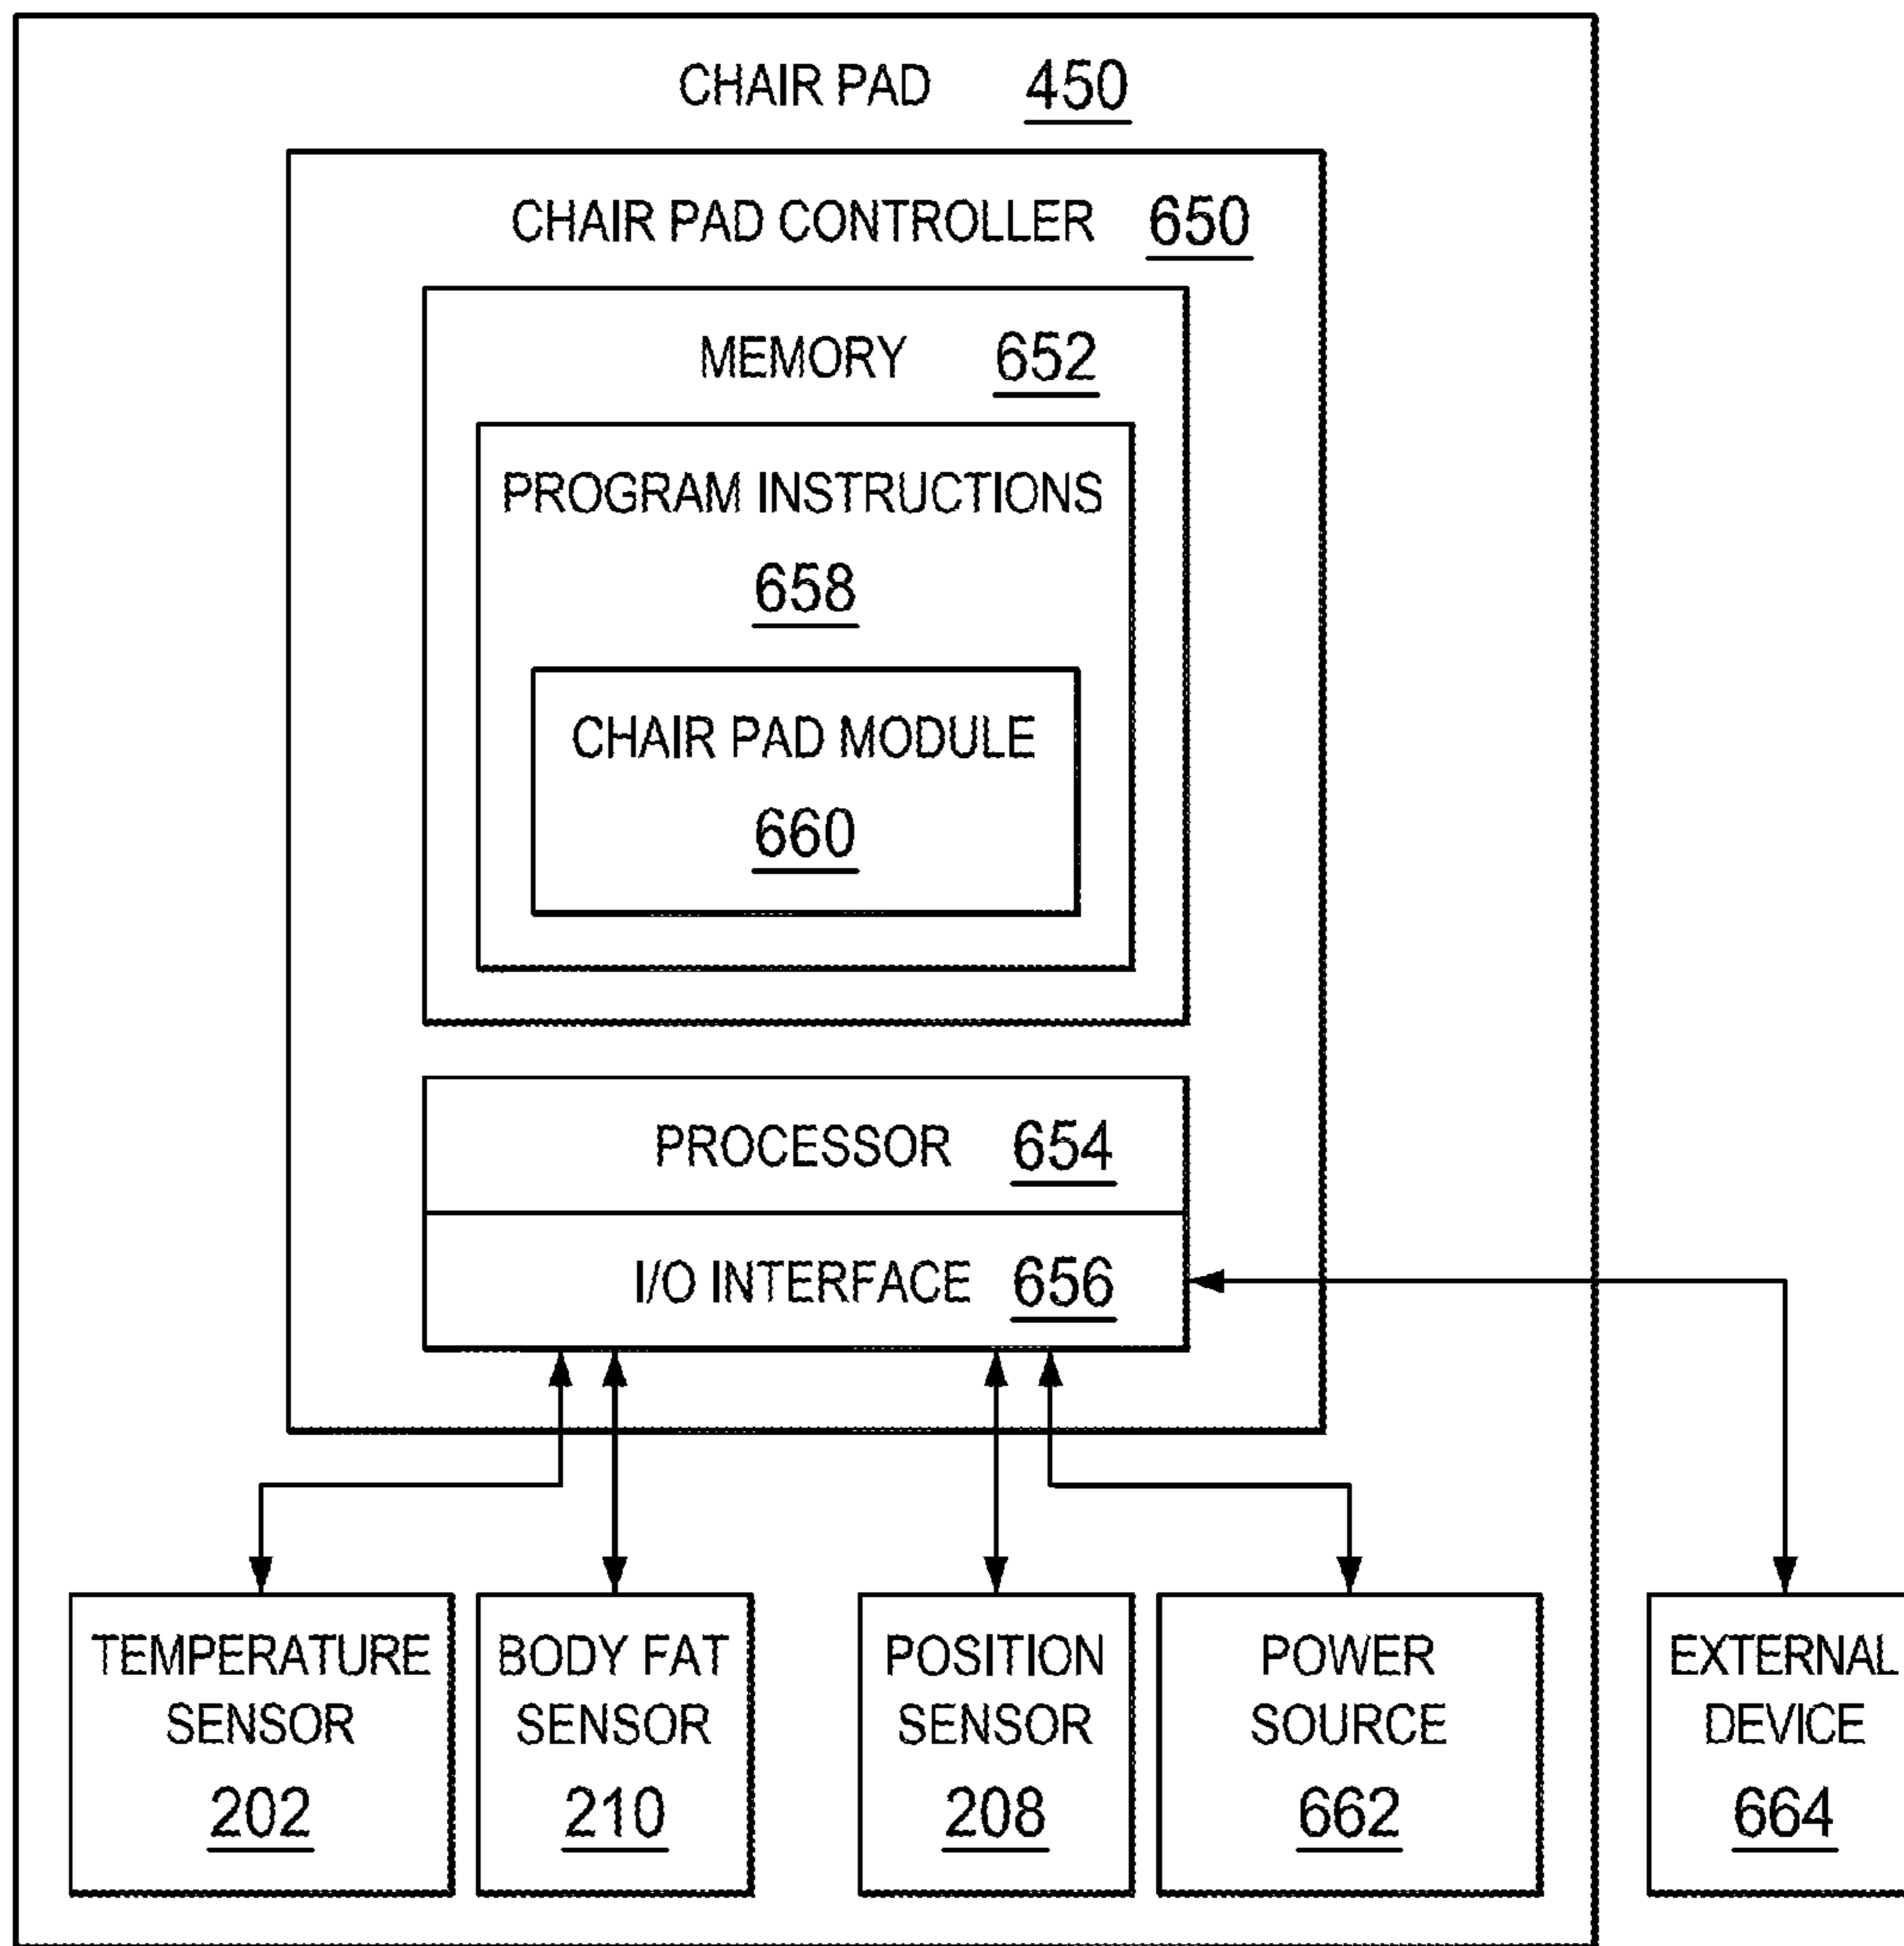 CHAIR PAD 450
CHAIR PAD CONTROLLER 650
MEMORY 652
PROGRAM INSTRUCTIONS
658
CHAIR PAD MODULE
660
PROCESSOR 654
I/O INTERFACE 656
TEMPERATURE
SENSOR
202
BODY FAT
SENSOR
210
POSITION
SENSOR
208
POWER
SOURCE
662
EXTERNAL
DEVICE
664